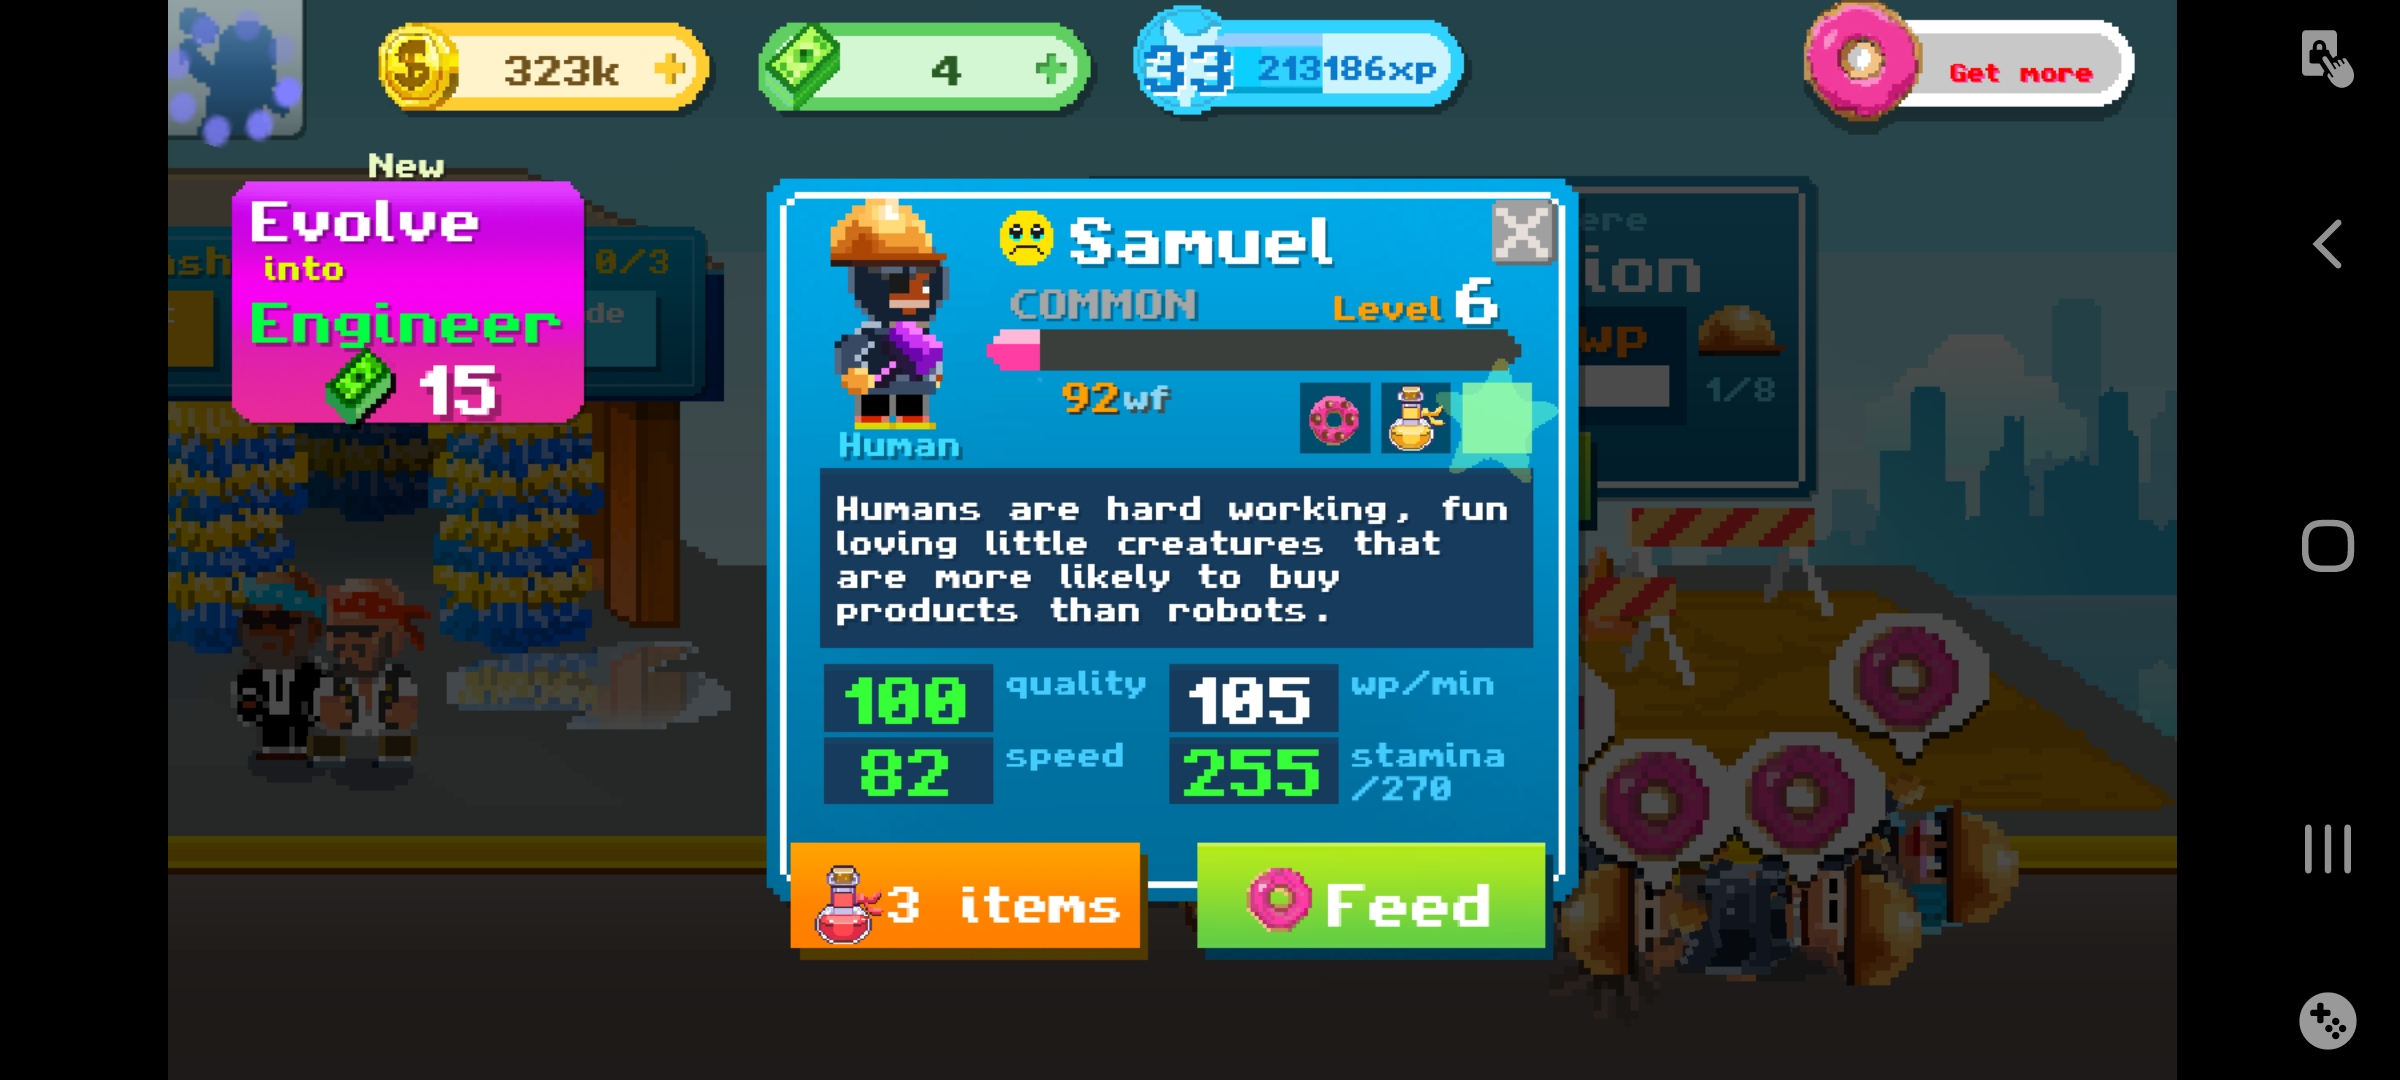 323k
4
33
213186xp
Get more
New
Evolve
into
Engineer
15
0/3
de
Samuel
COMMON
Level 6
92wf
Human
ere
ion
wp
1/8
Humans are hard working, fun
loving little creatures that
are more likely to buy
products than robots.
100 quality
105 wp/min
82 speed
255 stamina
/270
3 items
Feed